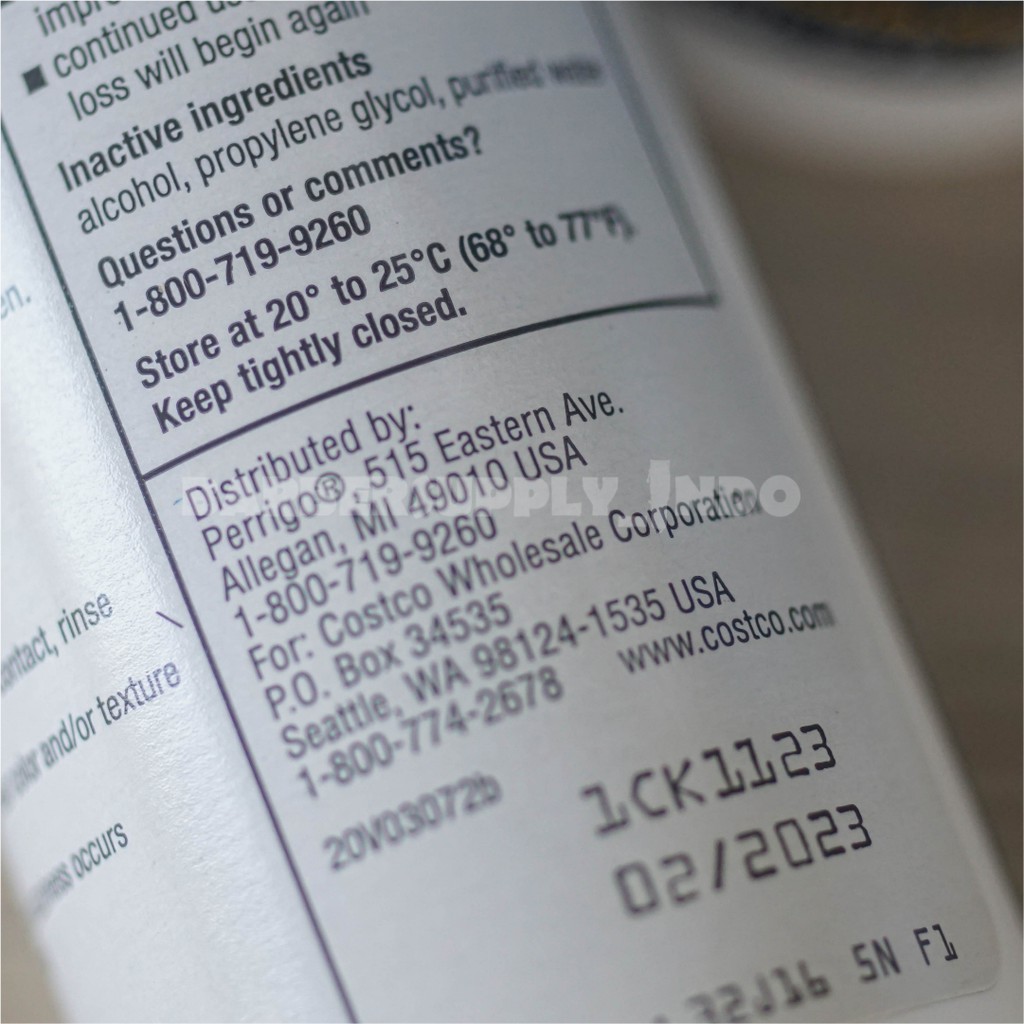 continued
loss will begin again
Inactive ingredients
alcohol, propylene glycol, purified water
Questions or comments?
1-800-719-9260
Store at 20° to 25°C (68° to 77°F).
Keep tightly closed.
Distributed by:
Perrigo®, 515 Eastern Ave.
Allegan, MI 49010 USA
1-800-719-9260
For: Costco Wholesale Corporation
P.O. Box 34535
Seattle, WA 98124-1535 USA
1-800-774-2678 www.costco.com
20V03072b
1CK1123
02/2023
32J16 SN F1
rinse
and/or texture
occurs
Supply_Indo